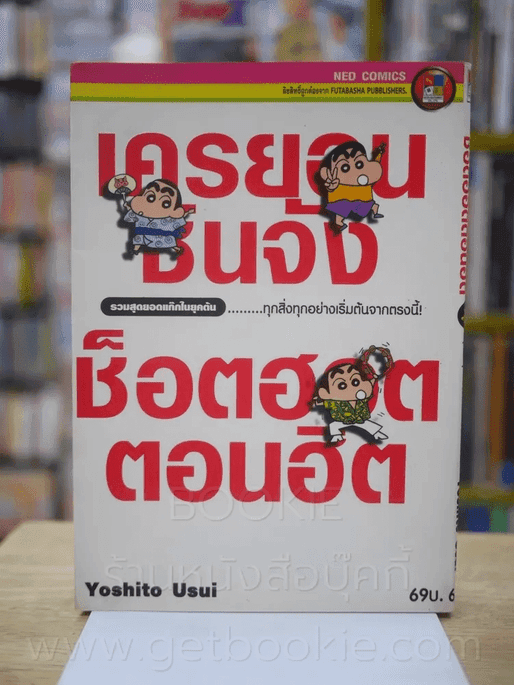 NED COMICS
ลิขสิทธิ์ถูกต้องจาก FUTABASHA PUBBLISHERS.
เครยอน
ชินจัง
รวมสุดยอดแก๊กในยุคต้น .........ทุกสิ่งทุกอย่างเริ่มต้นจากตรงนี้!
ช็อตฮอต
ตอนฮิต
BOOKIE
ร้านหนังสือบุ๊คกี้
Yoshito Usui
69บ. 6
www.getbookie.com